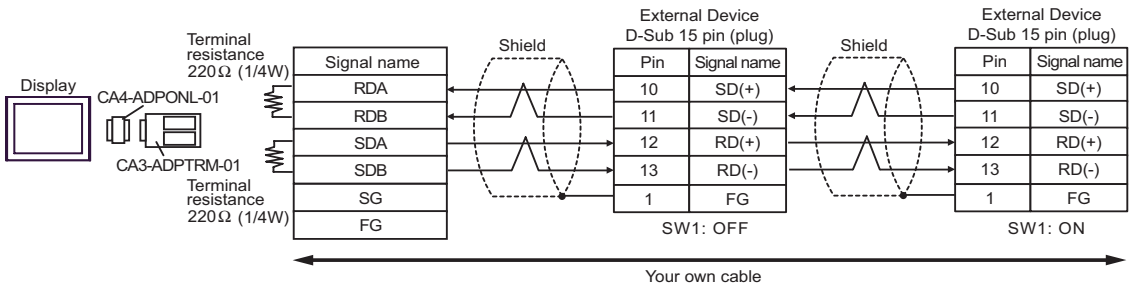 External Device
D-Sub 15 pin (plug)
External Device
D-Sub 15 pin (plug)
Terminal
resistance
220Ω (1/4W)
Shield
Shield
Display
CA4-ADPONL-01
CA3-ADPTRM-01
Terminal
resistance
220Ω (1/4W)
Signal name
RDA
RDB
SDA
SDB
SG
FG
Pin Signal name
10 SD(+)
11 SD(-)
12 RD(+)
13 RD(-)
1 FG
SW1: OFF
Pin Signal name
10 SD(+)
11 SD(-)
12 RD(+)
13 RD(-)
1 FG
SW1: ON
Your own cable